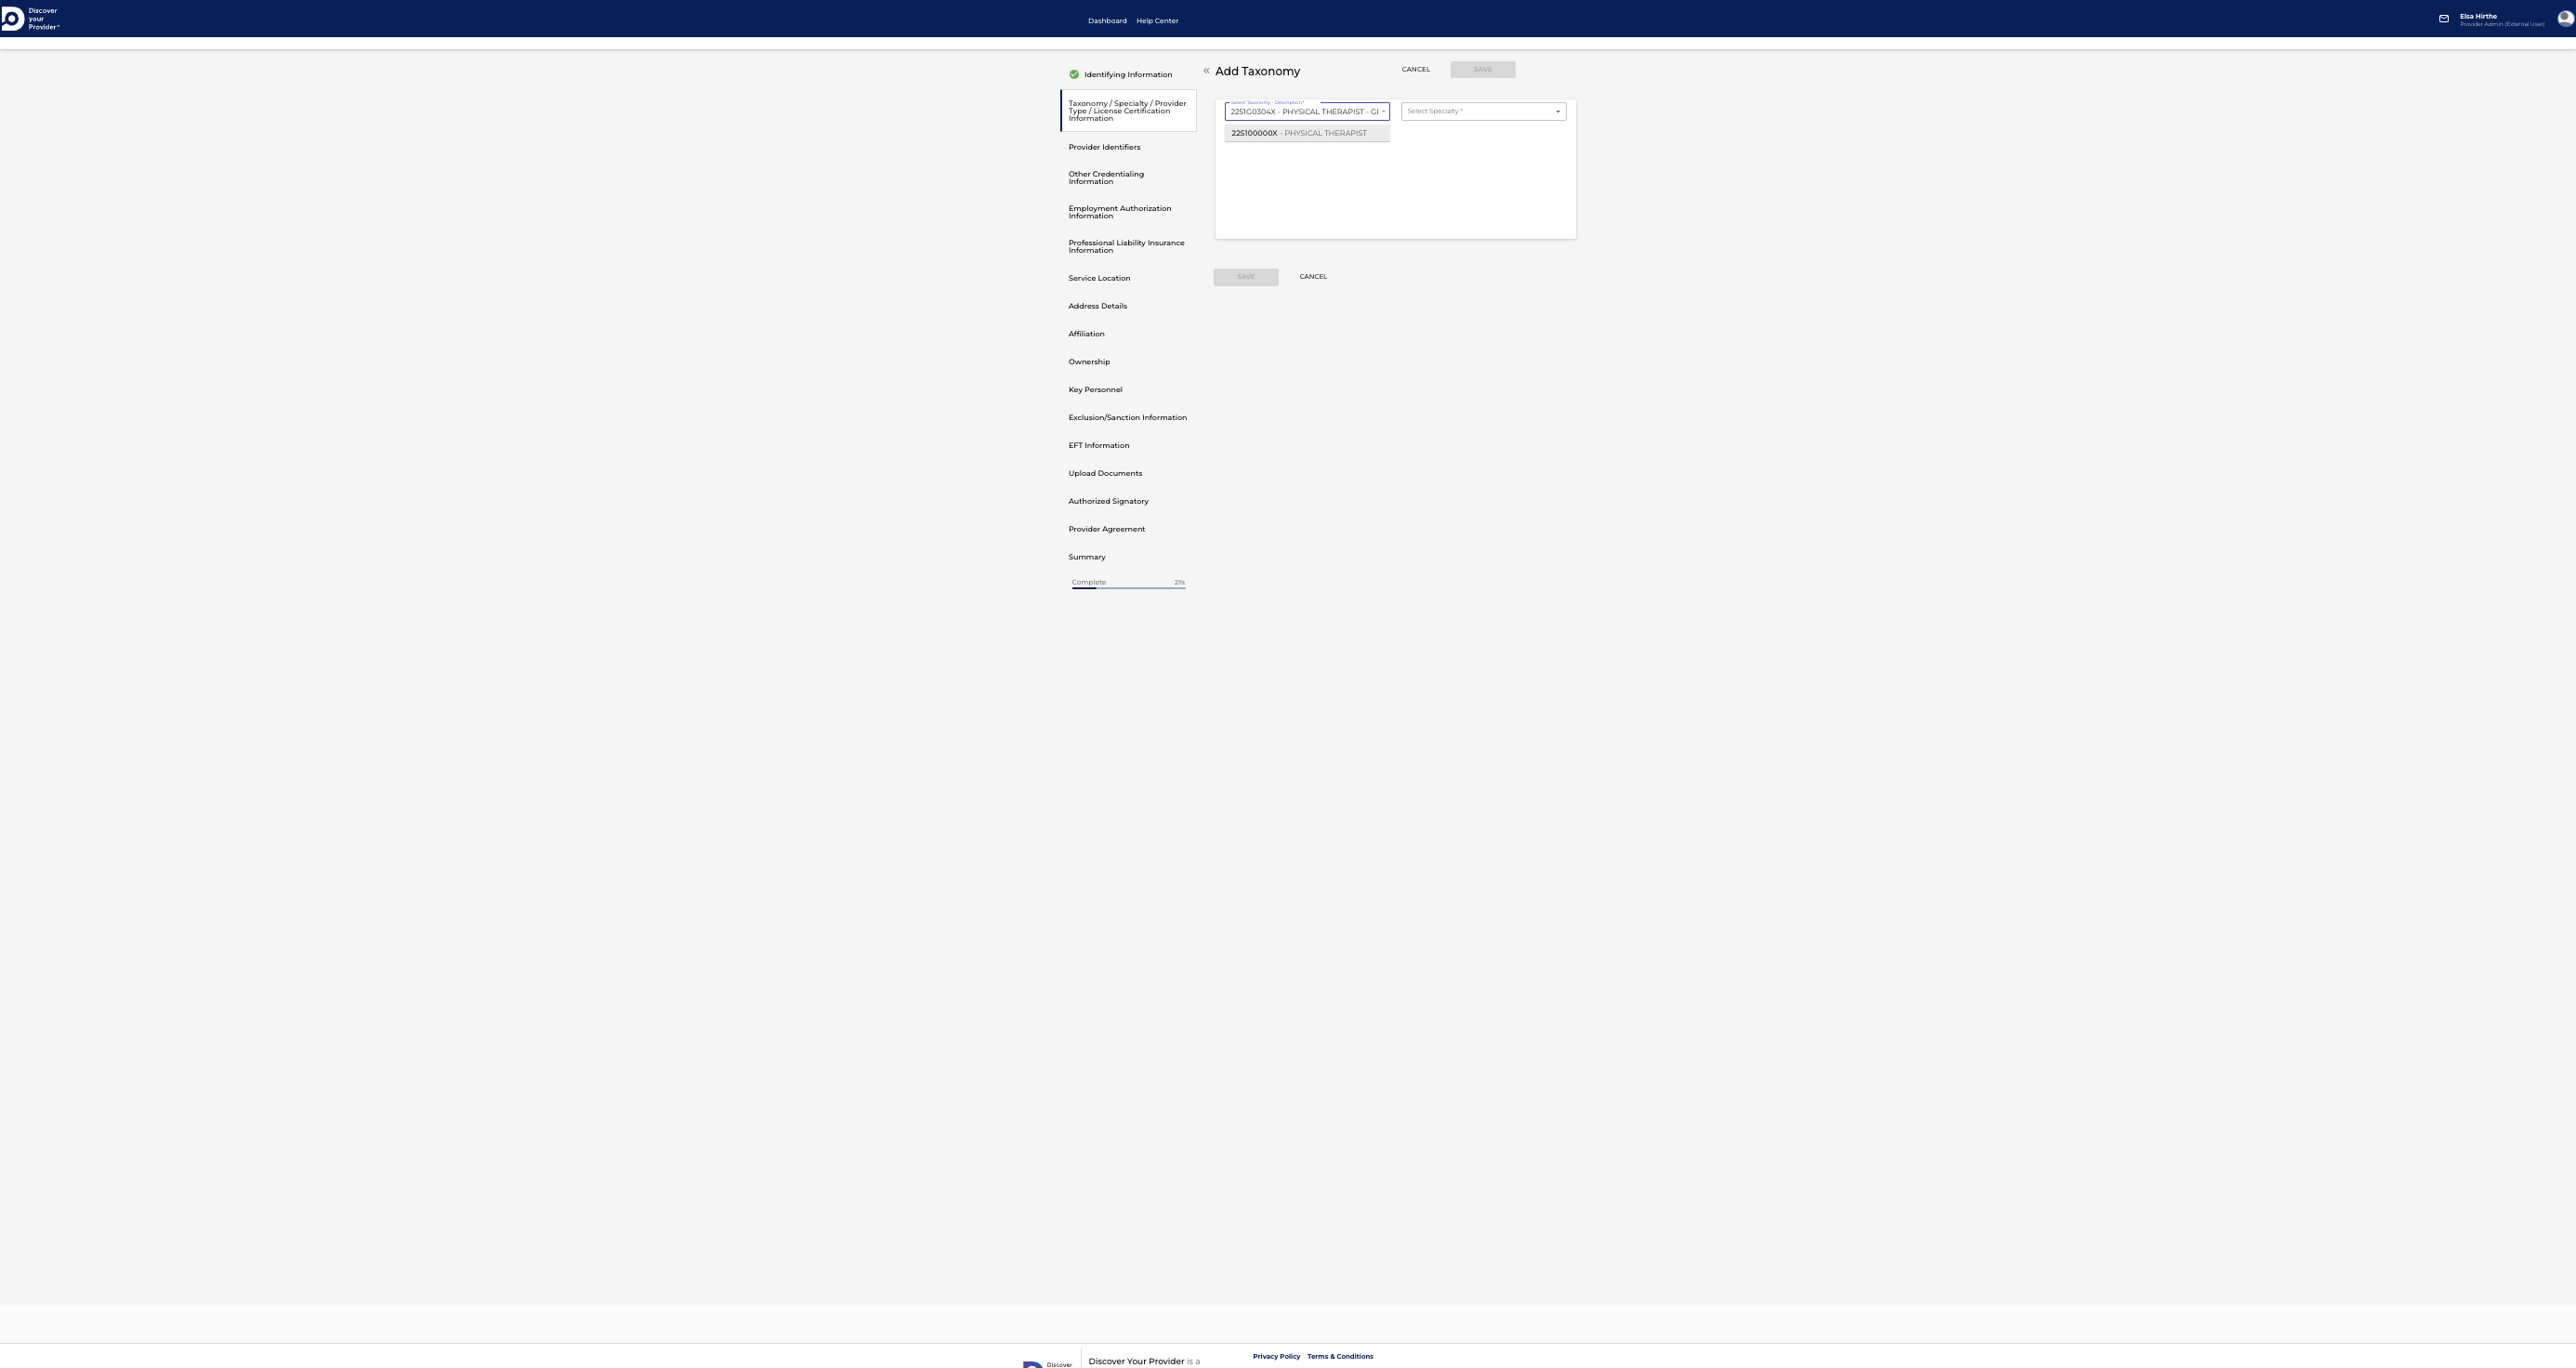 Discover
your
Provider™
Dashboard Help Center
Elsa Hirthe
Provider Admin [External User]
Identifying Information
Taxonomy / Specialty / Provider
Type / License Certification
Information
Provider Identifiers
Other Credentialing
Information
Employment Authorization
Information
Professional Liability Insurance
Information
Service Location
Address Details
Affiliation
Ownership
Key Personnel
Exclusion/Sanction Information
EFT Information
Upload Documents
Authorized Signatory
Provider Agreement
Summary
Complete 21%
« Add Taxonomy
CANCEL SAVE
Select Taxonomy - Description*
2251G0304X - PHYSICAL THERAPIST - GI
Select Specialty *
225100000X - PHYSICAL THERAPIST
SAVE CANCEL
Discover
Discover Your Provider is a
Privacy Policy Terms & Conditions